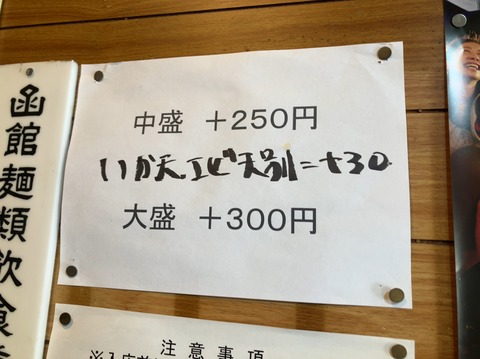 中盛 +250円
いか天エビ天別=+30
大盛 +300円
函館麺類飲食
注意事項